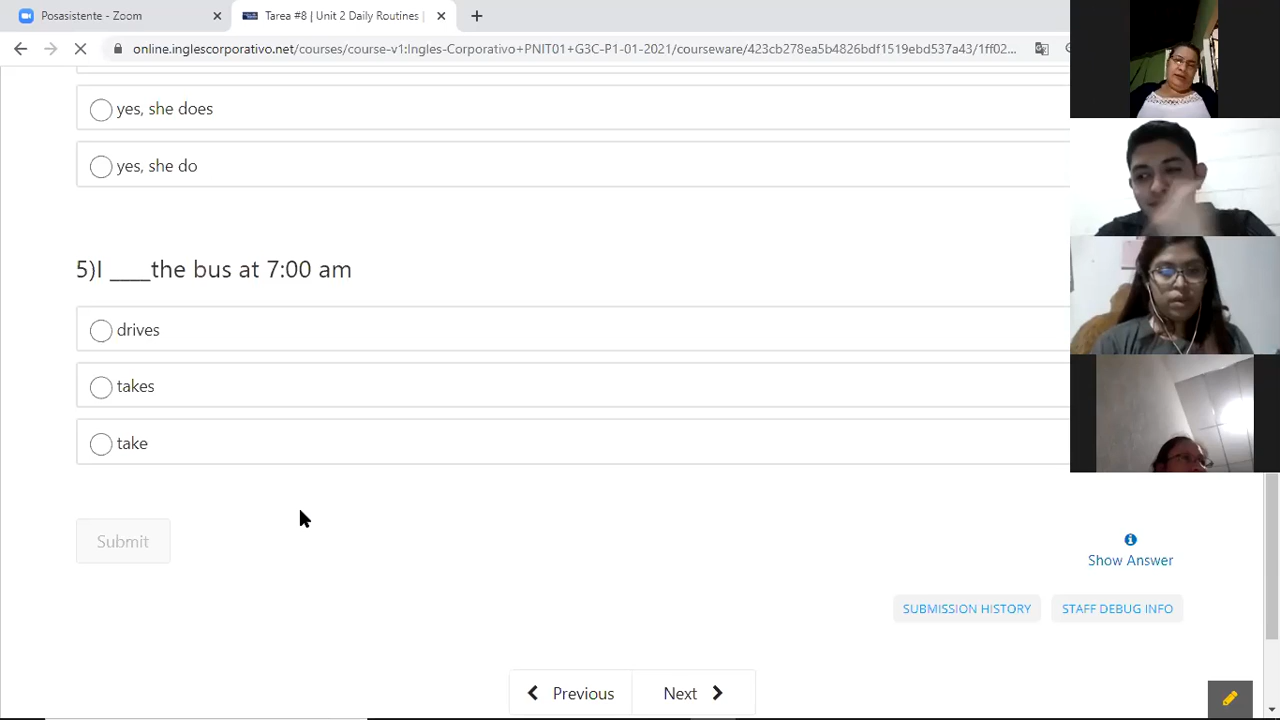 Posasistente - Zoom
Tarea #8 | Unit 2 Daily Routines |
online.inglescorporativo.net/courses/course-v1:Ingles-Corporativo+PNIT01+G3C-P1-01-2021/courseware/423cb278ea5b4826bdf1519ebd537a43/1ff02...
yes, she does
yes, she do
5)I ____the bus at 7:00 am
drives
takes
take
Submit
Show Answer
SUBMISSION HISTORY
STAFF DEBUG INFO
Previous
Next